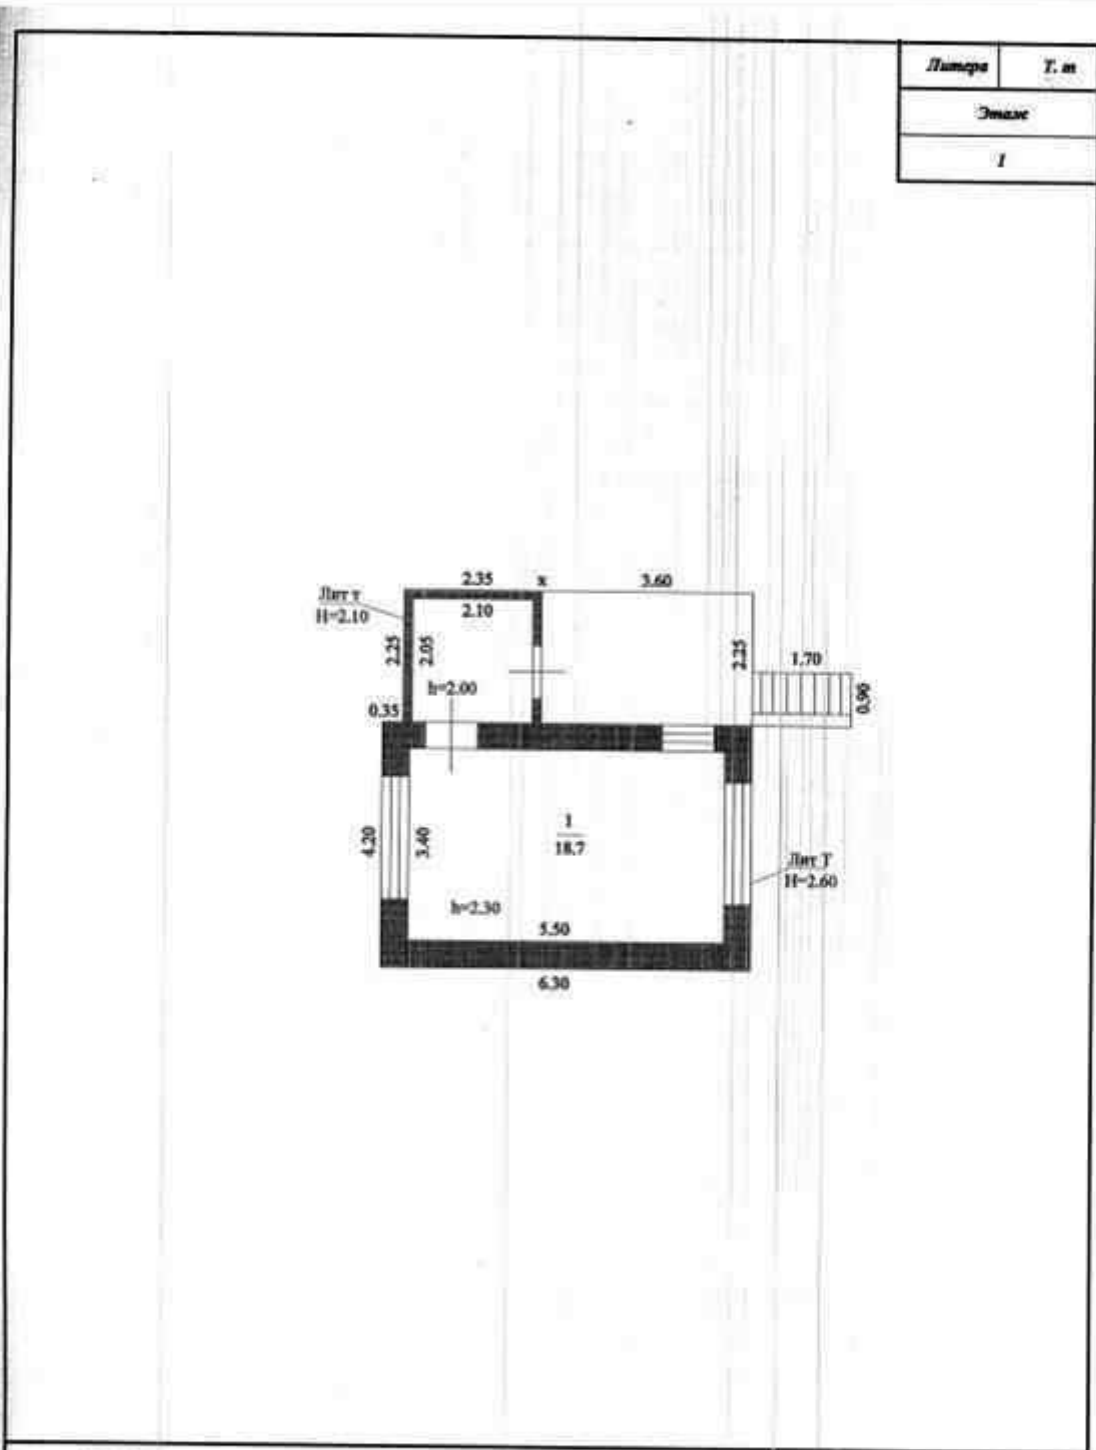 Литера Т. т
Этаж
1
2.35 х 3.60
Лит т
Н=2.10
2.10
2.25
2.05
2.25
1.70
0.90
h=2.00
0.35
4.20
3.40
1
18.7
Лит Т
Н=2.60
h=2.30
5.50
6.30